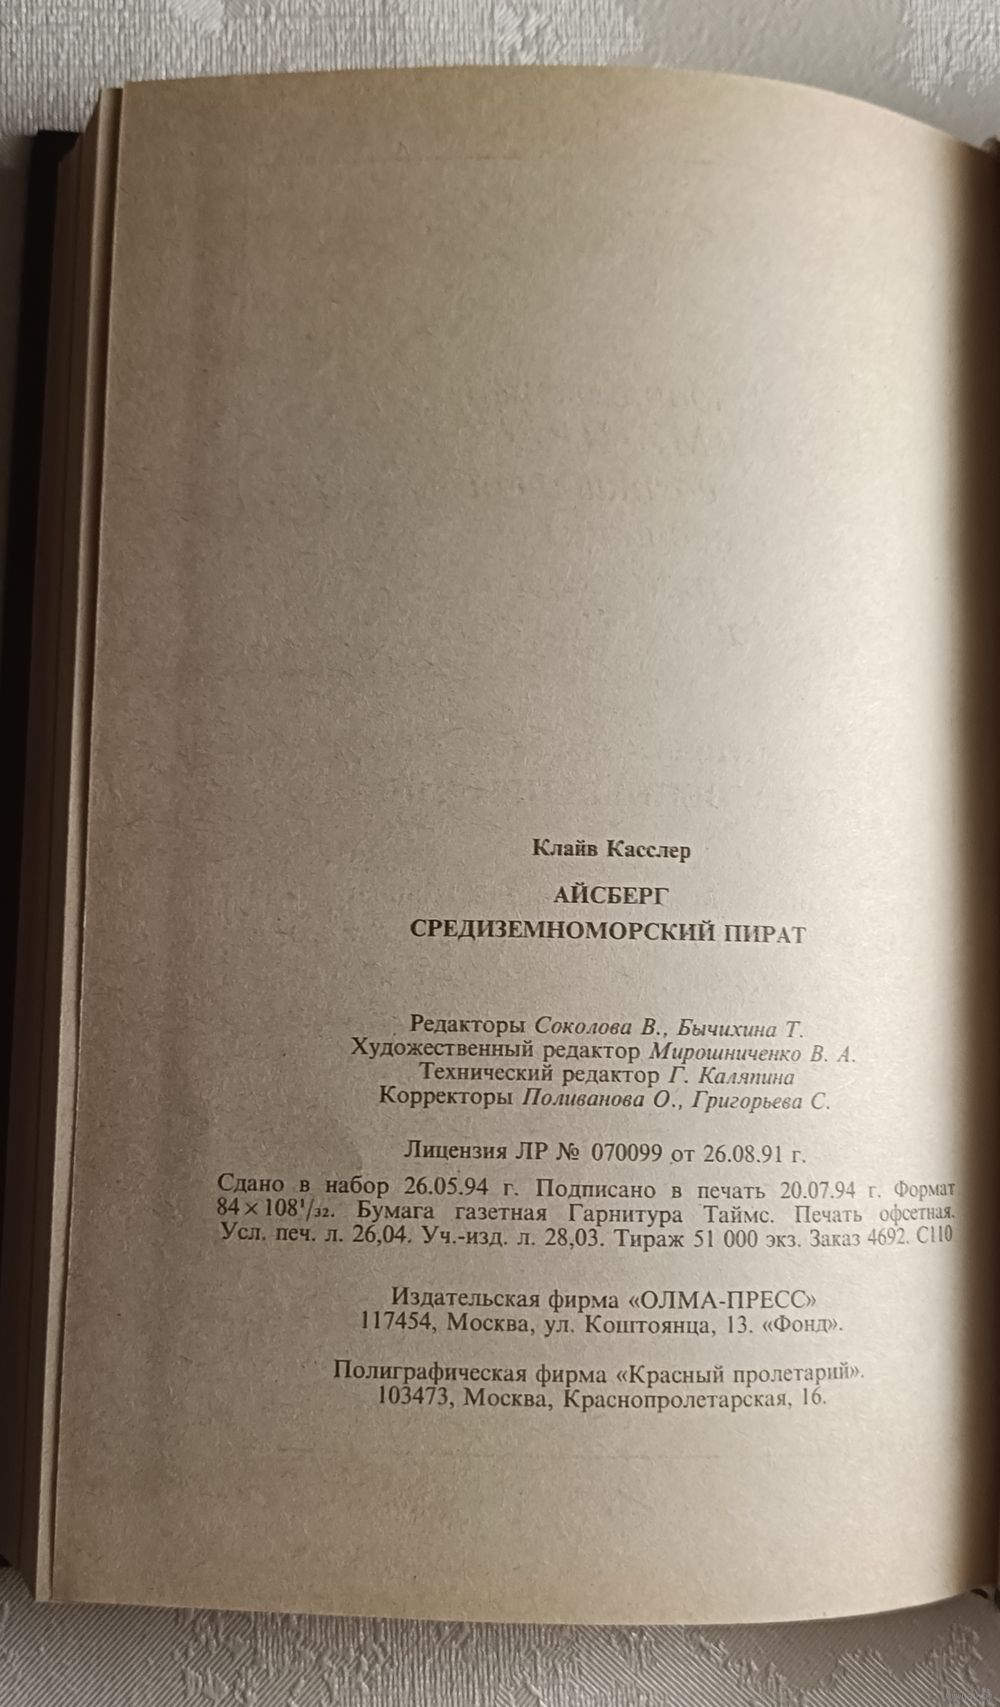 Клайв Касслер
АЙСБЕРГ
СРЕДИЗЕМНОМОРСКИЙ ПИРАТ
Редакторы Соколова В., Бычихина Т.
Художественный редактор Мирошниченко В. А.
Технический редактор Г. Каляпина
Корректоры Поливанова О., Григорьева С.
Лицензия ЛР № 070099 от 26.08.91 г.
Сдано в набор 26.05.94 г. Подписано в печать 20.07.94 г. Формат
84×108¹/₃₂. Бумага газетная Гарнитура Таймс. Печать офсетная.
Усл. печ. л. 26,04. Уч.-изд. л. 28,03. Тираж 51 000 экз. Заказ 4692. С110
Издательская фирма «ОЛМА-ПРЕСС»
117454, Москва, ул. Коштоянца, 13. «Фонд».
Полиграфическая фирма «Красный пролетарий».
103473, Москва, Краснопролетарская, 16.